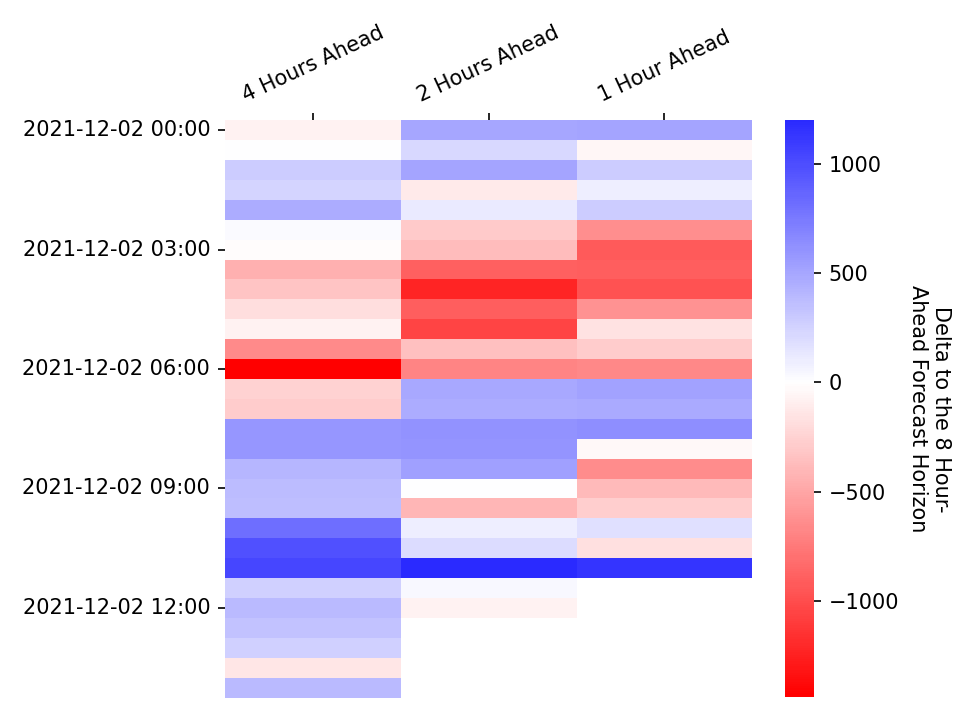 4 Hours Ahead
2 Hours Ahead
1 Hour Ahead
2021-12-02 00:00
2021-12-02 03:00
2021-12-02 06:00
2021-12-02 09:00
2021-12-02 12:00
1000
500
0
−500
−1000
Delta to the 8 Hour-
Ahead Forecast Horizon